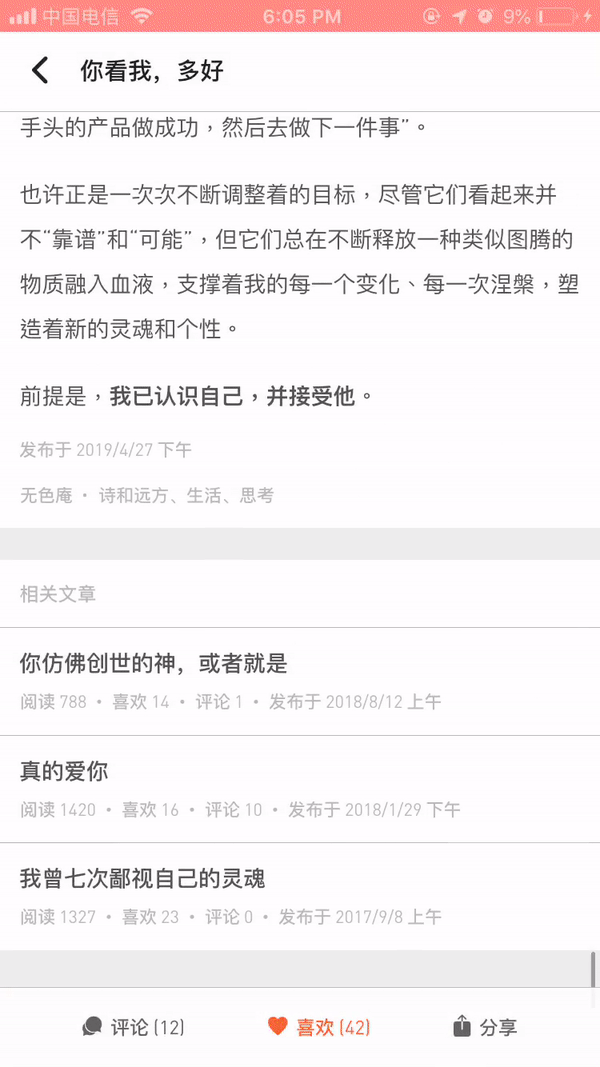 中国电信 6:05 PM 9%
你看我，多好
手头的产品做成功，然后去做下一件事”。
也许正是一次次不断调整着的目标，尽管它们看起来并
不“靠谱”和“可能”，但它们总在不断释放一种类似图腾的
物质融入血液，支撑着我的每一个变化、每一次涅槃，塑
造着新的灵魂和个性。
前提是，我已认识自己，并接受他。
发布于 2019/4/27 下午
无色庵 · 诗和远方、生活、思考
相关文章
你仿佛创世的神，或者就是
阅读 788 · 喜欢 14 · 评论 1 · 发布于 2018/8/12 上午
真的爱你
阅读 1420 · 喜欢 16 · 评论 10 · 发布于 2018/1/29 下午
我曾七次鄙视自己的灵魂
阅读 1327 · 喜欢 23 · 评论 0 · 发布于 2017/9/8 上午
评论 (12) 喜欢 (42) 分享